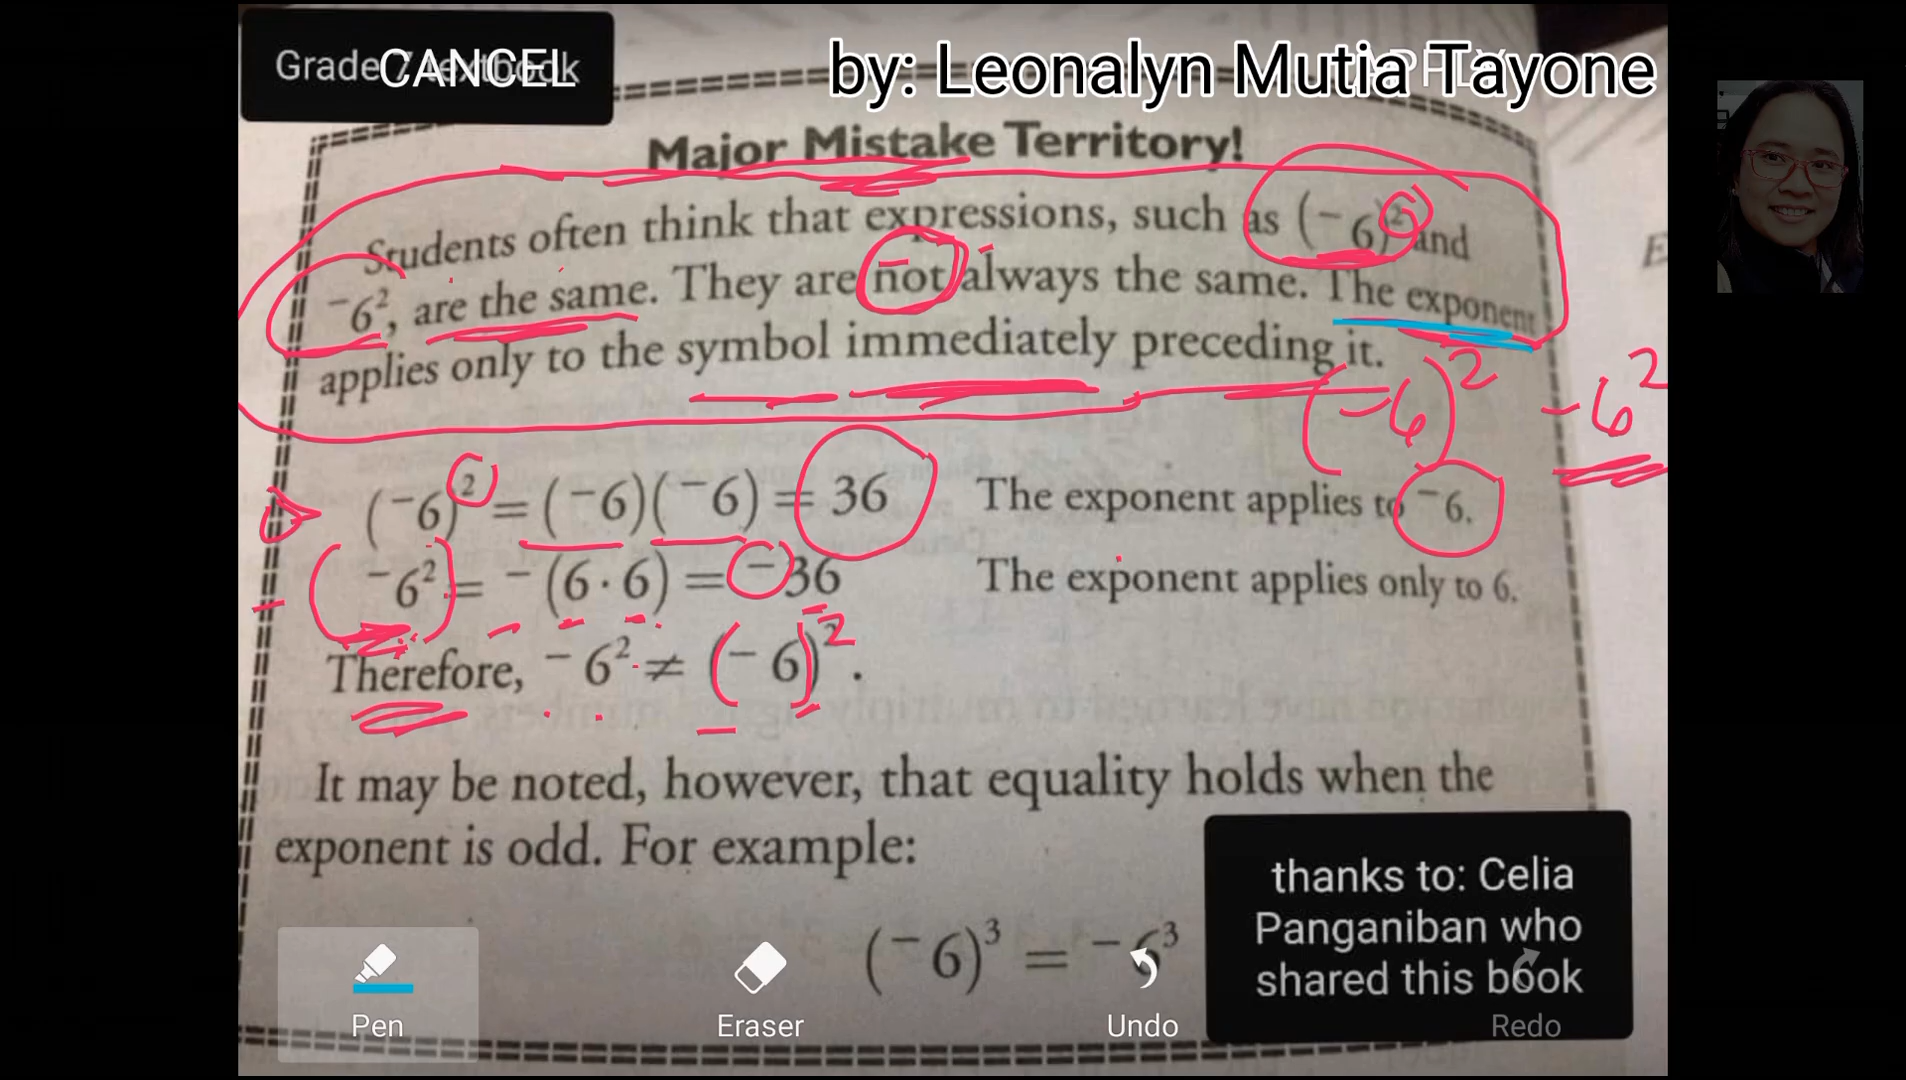 Grade 7 textbook
CANCEL
by: Leonalyn Mutia Tayone
Major Mistake Territory!
Students often think that expressions, such as (⁻6)² and
⁻6², are the same. They are not always the same. The exponent
applies only to the symbol immediately preceding it.
(-6)² -6²
(⁻6)² = (⁻6)(⁻6) = 36 The exponent applies to ⁻6.
⁻6² = ⁻(6 · 6) = ⁻36 The exponent applies only to 6.
Therefore, ⁻6² ≠ (⁻6)².
It may be noted, however, that equality holds when the
exponent is odd. For example:
(⁻6)³ = ⁻6³
thanks to: Celia
Panganiban who
shared this book
Pen
Eraser
Undo
Redo